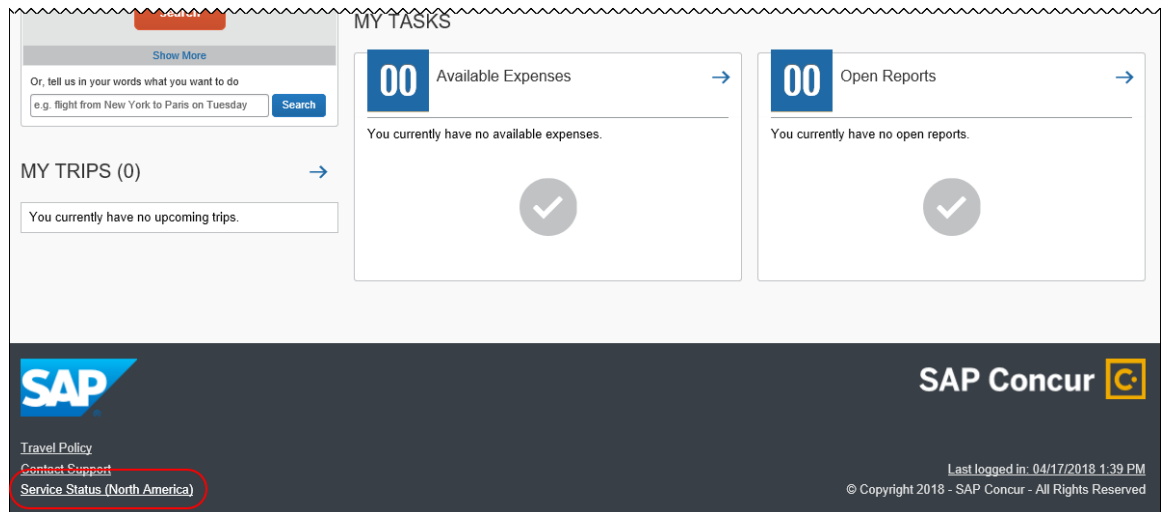 Search
Show More
Or, tell us in your words what you want to do
e.g. flight from New York to Paris on Tuesday
Search
MY TRIPS (0)
You currently have no upcoming trips.
MY TASKS
00
Available Expenses
You currently have no available expenses.
00
Open Reports
You currently have no open reports.
SAP
SAP Concur C.
Travel Policy
Contact Support
Service Status (North America)
Last logged in: 04/17/2018 1:39 PM
© Copyright 2018 - SAP Concur - All Rights Reserved